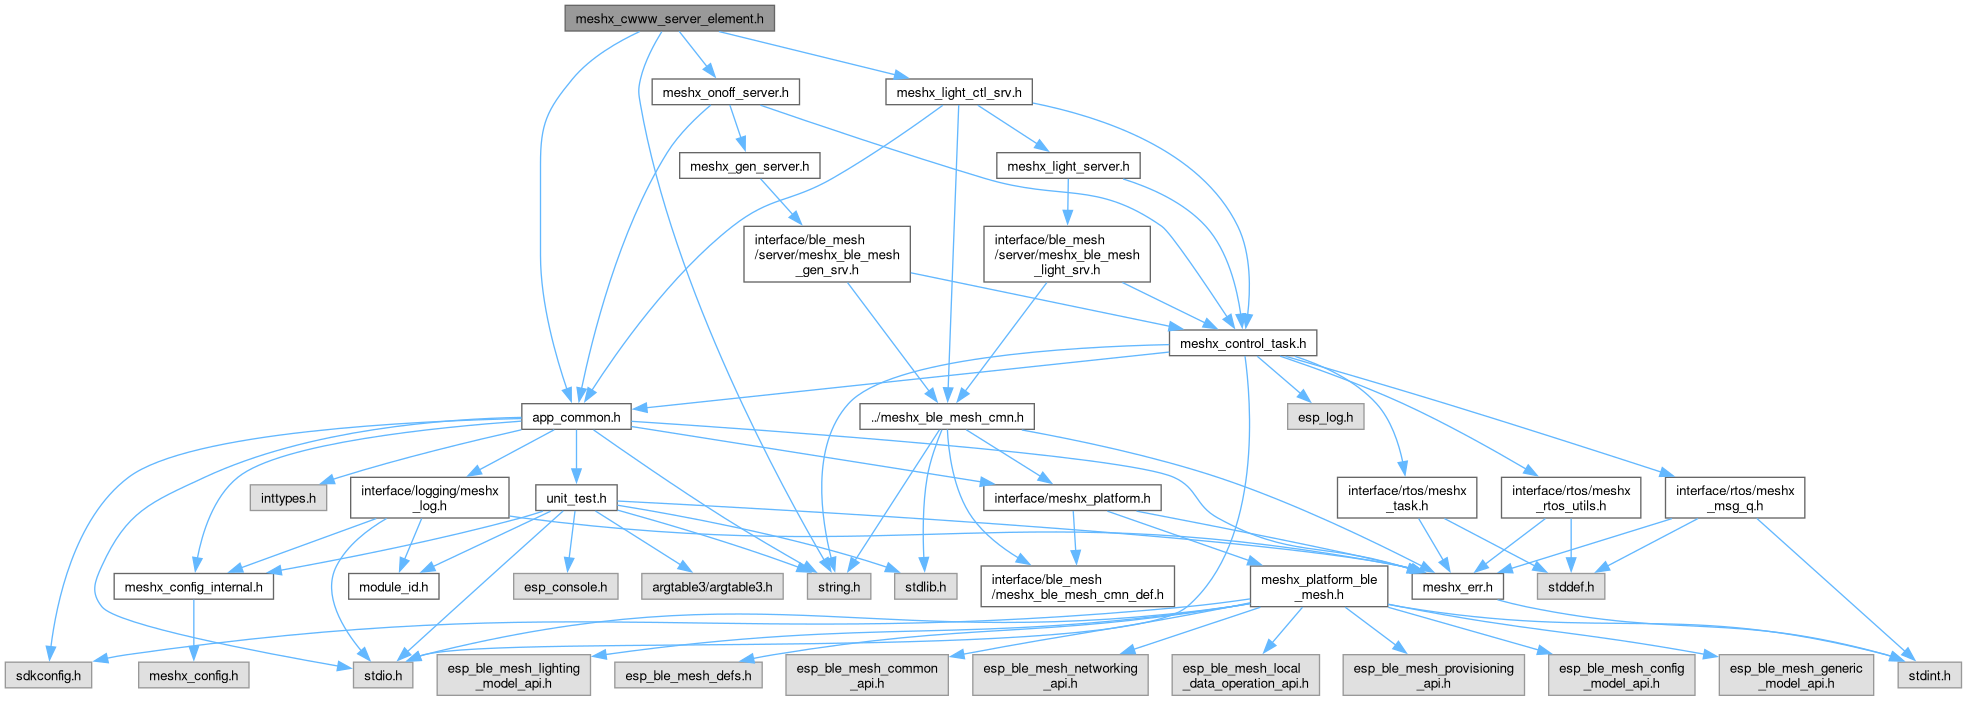 meshx_cwww_server_element.h
meshx_onoff_server.h
meshx_light_ctl_srv.h
meshx_gen_server.h
meshx_light_server.h
interface/ble_mesh
/server/meshx_ble_mesh
_gen_srv.h
interface/ble_mesh
/server/meshx_ble_mesh
_light_srv.h
meshx_control_task.h
app_common.h
../meshx_ble_mesh_cmn.h
esp_log.h
inttypes.h
interface/logging/meshx
_log.h
unit_test.h
interface/meshx_platform.h
interface/rtos/meshx
_task.h
interface/rtos/meshx
_rtos_utils.h
interface/rtos/meshx
_msg_q.h
meshx_config_internal.h
module_id.h
esp_console.h
argtable3/argtable3.h
string.h
stdlib.h
interface/ble_mesh
/meshx_ble_mesh_cmn_def.h
meshx_platform_ble
_mesh.h
meshx_err.h
stddef.h
sdkconfig.h
meshx_config.h
stdio.h
esp_ble_mesh_lighting
_model_api.h
esp_ble_mesh_defs.h
esp_ble_mesh_common
_api.h
esp_ble_mesh_networking
_api.h
esp_ble_mesh_local
_data_operation_api.h
esp_ble_mesh_provisioning
_api.h
esp_ble_mesh_config
_model_api.h
esp_ble_mesh_generic
_model_api.h
stdint.h